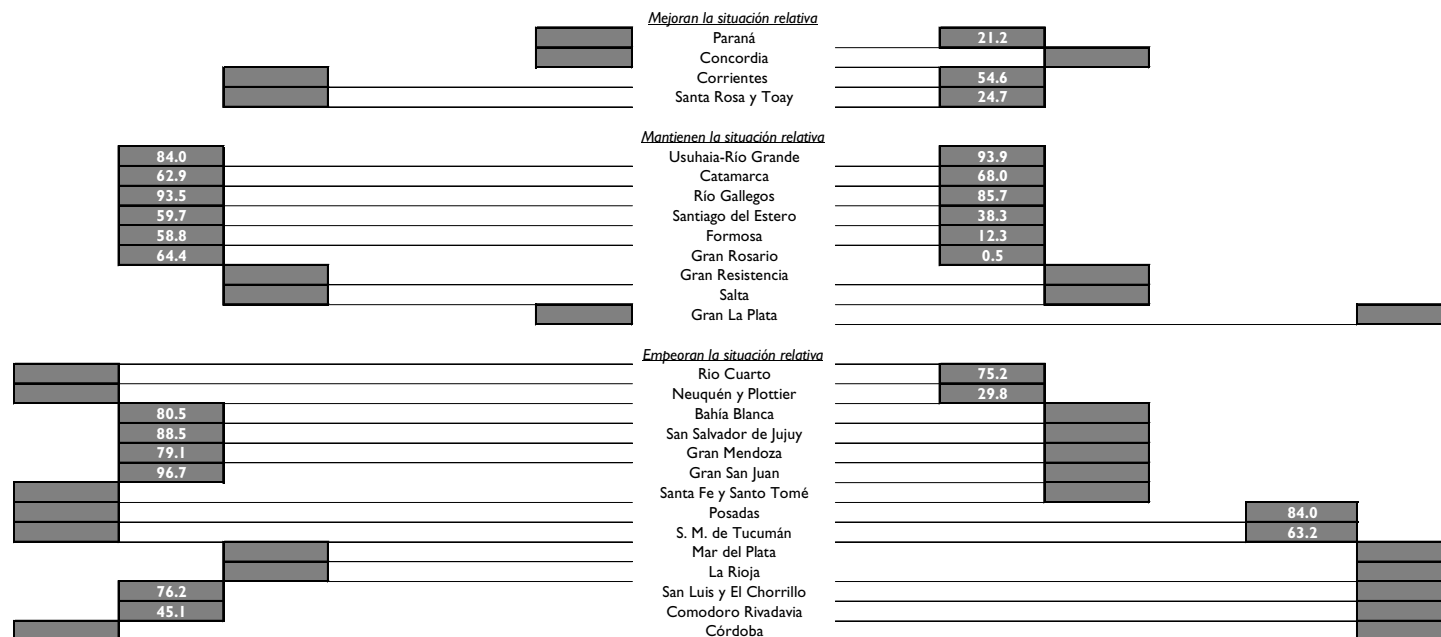 Mejoran la situación relativa
Paraná 21.2
Concordia
Corrientes 54.6
Santa Rosa y Toay 24.7
Mantienen la situación relativa
84.0 Usuhaia-Río Grande 93.9
62.9 Catamarca 68.0
93.5 Río Gallegos 85.7
59.7 Santiago del Estero 38.3
58.8 Formosa 12.3
64.4 Gran Rosario 0.5
Gran Resistencia
Salta
Gran La Plata
Empeoran la situación relativa
Rio Cuarto 75.2
Neuquén y Plottier 29.8
80.5 Bahía Blanca
88.5 San Salvador de Jujuy
79.1 Gran Mendoza
96.7 Gran San Juan
Santa Fe y Santo Tomé
Posadas 84.0
S. M. de Tucumán 63.2
Mar del Plata
La Rioja
76.2 San Luis y El Chorrillo
45.1 Comodoro Rivadavia
Córdoba